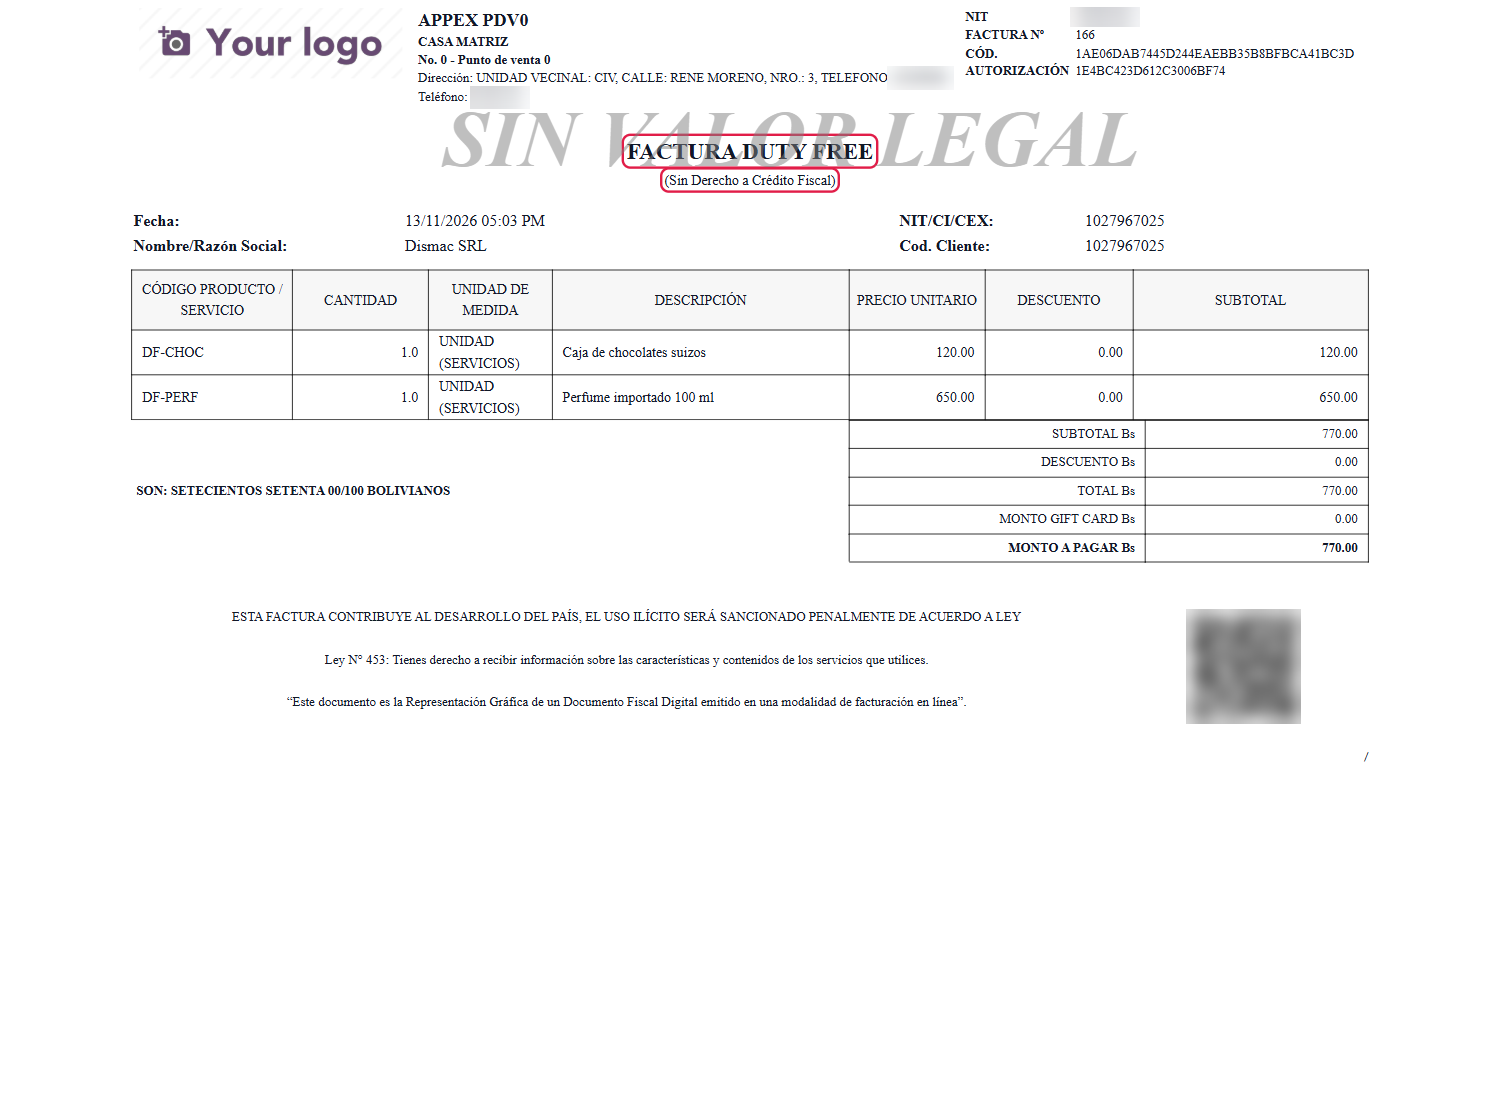 Your logo
APPEX PDV0
CASA MATRIZ
No. 0 - Punto de venta 0
Dirección: UNIDAD VECINAL: CIV, CALLE: RENE MORENO, NRO.: 3, TELEFONO
Teléfono:
NIT
FACTURA Nº 166
CÓD. 1AE06DAB7445D244EAEBB35B8BFBCA41BC3D
AUTORIZACIÓN 1E4BC423D612C3006BF74
SIN VALOR LEGAL
FACTURA DUTY FREE
(Sin Derecho a Crédito Fiscal)
Fecha: 13/11/2026 05:03 PM NIT/CI/CEX: 1027967025
Nombre/Razón Social: Dismac SRL Cod. Cliente: 1027967025
CÓDIGO PRODUCTO / SERVICIO CANTIDAD UNIDAD DE MEDIDA DESCRIPCIÓN PRECIO UNITARIO DESCUENTO SUBTOTAL
DF-CHOC 1.0 UNIDAD (SERVICIOS) Caja de chocolates suizos 120.00 0.00 120.00
DF-PERF 1.0 UNIDAD (SERVICIOS) Perfume importado 100 ml 650.00 0.00 650.00
SUBTOTAL Bs 770.00
DESCUENTO Bs 0.00
SON: SETECIENTOS SETENTA 00/100 BOLIVIANOS TOTAL Bs 770.00
MONTO GIFT CARD Bs 0.00
MONTO A PAGAR Bs 770.00
ESTA FACTURA CONTRIBUYE AL DESARROLLO DEL PAÍS, EL USO ILÍCITO SERÁ SANCIONADO PENALMENTE DE ACUERDO A LEY
Ley N° 453: Tienes derecho a recibir información sobre las características y contenidos de los servicios que utilices.
“Este documento es la Representación Gráfica de un Documento Fiscal Digital emitido en una modalidad de facturación en línea”.
/